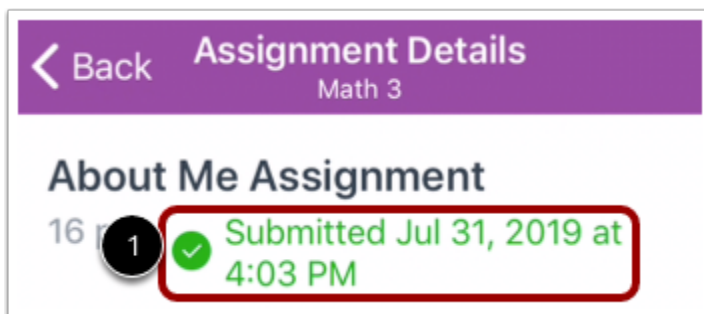 Back
Assignment Details
Math 3
About Me Assignment
16
1
Submitted Jul 31, 2019 at
4:03 PM